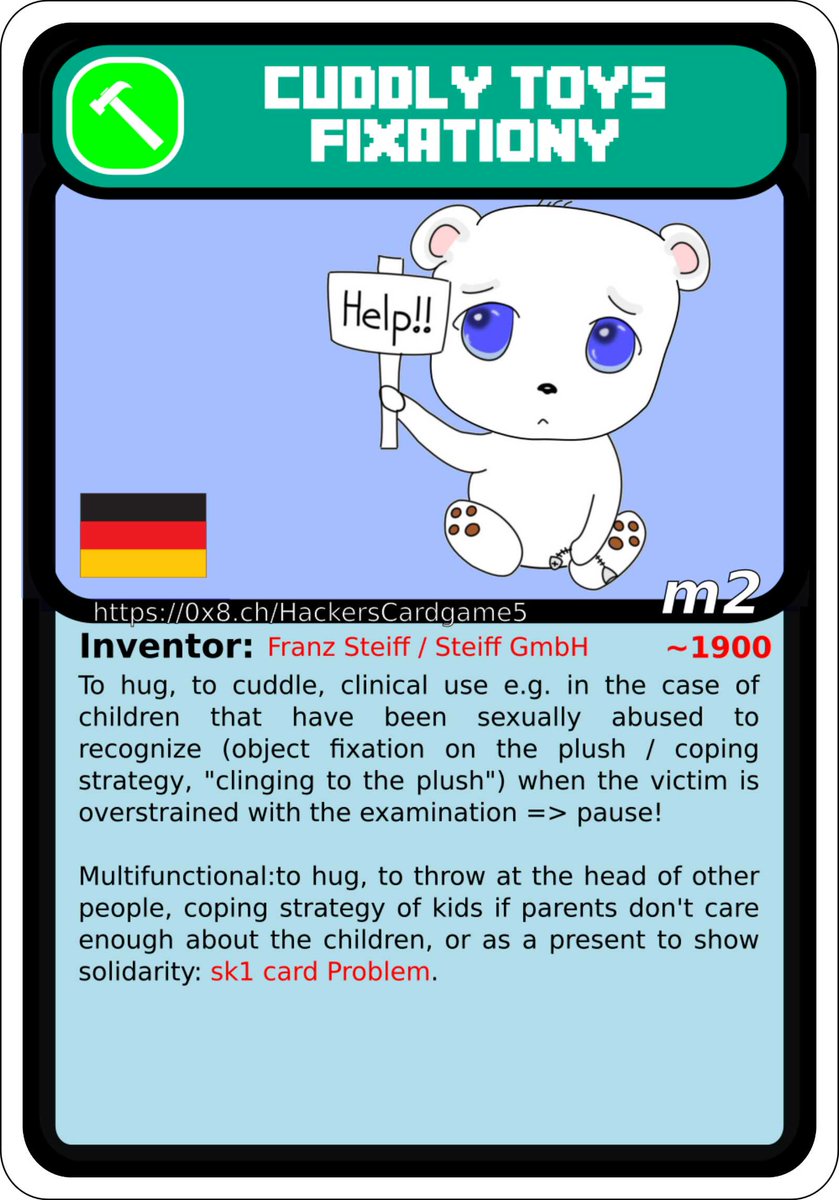 CUDDLY TOYS
FIXATIONY
Help!!
m2
https://0x8.ch/HackersCardgame5
Inventor: Franz Steiff / Steiff GmbH ~1900
To hug, to cuddle, clinical use e.g. in the case of
children that have been sexually abused to
recognize (object fixation on the plush / coping
strategy, "clinging to the plush") when the victim is
overstrained with the examination => pause!
Multifunctional:to hug, to throw at the head of other
people, coping strategy of kids if parents don't care
enough about the children, or as a present to show
solidarity: sk1 card Problem.